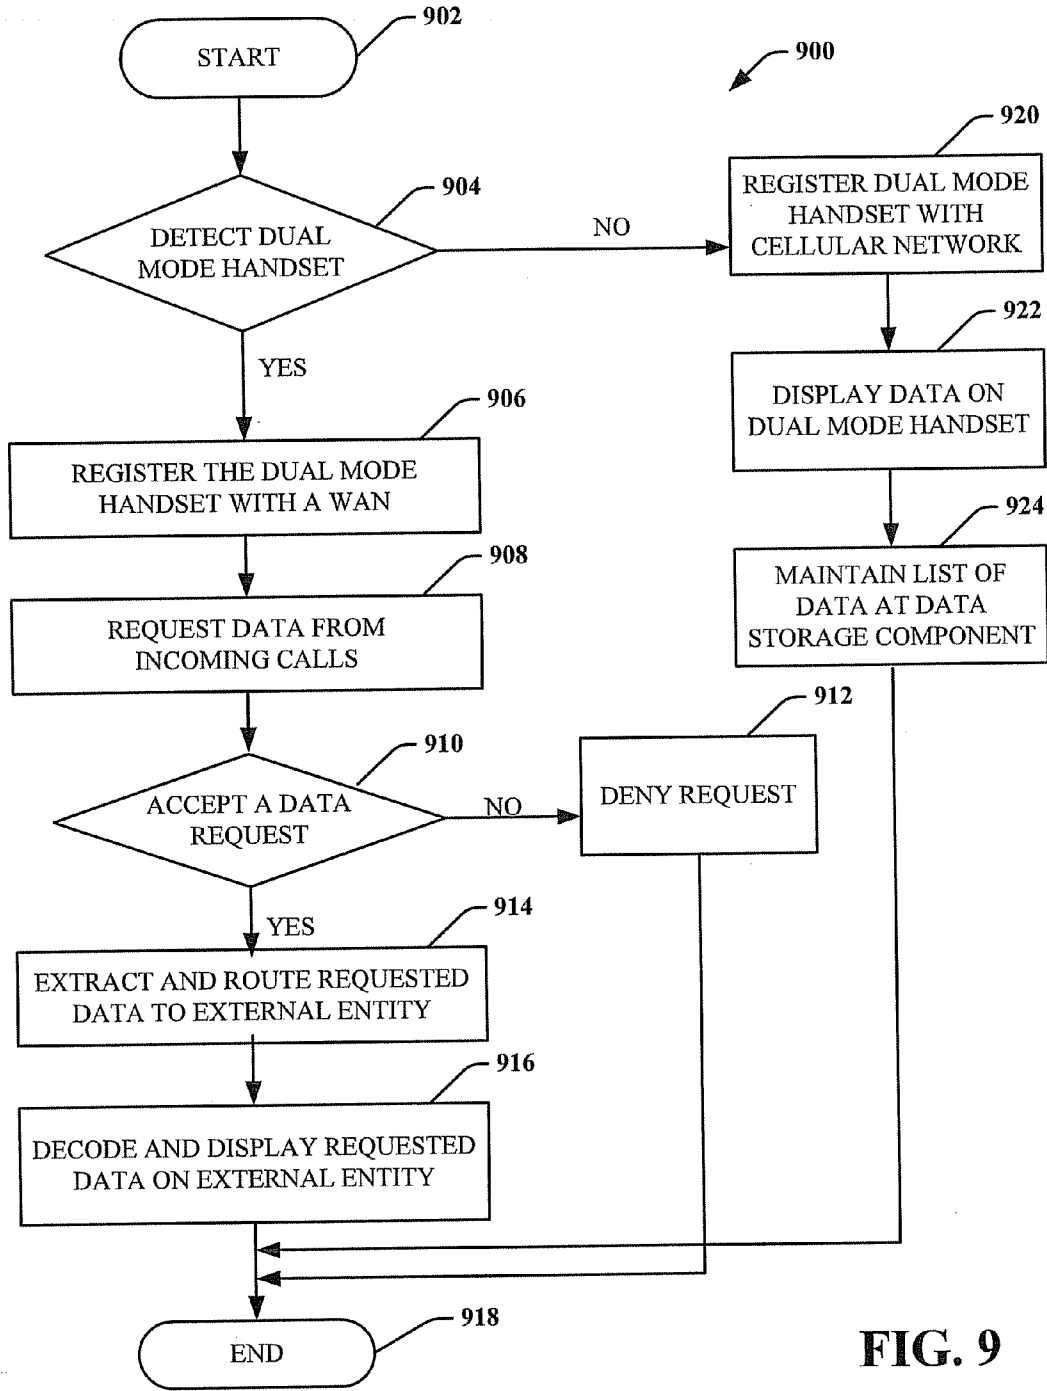 902
START
900
920
904
REGISTER DUAL MODE
HANDSET WITH
CELLULAR NETWORK
DETECT DUAL
MODE HANDSET
NO
922
YES
DISPLAY DATA ON
DUAL MODE HANDSET
906
REGISTER THE DUAL MODE
HANDSET WITH A WAN
924
MAINTAIN LIST OF
DATA AT DATA
STORAGE COMPONENT
908
REQUEST DATA FROM
INCOMING CALLS
912
910
DENY REQUEST
ACCEPT A DATA
REQUEST
NO
YES
914
EXTRACT AND ROUTE REQUESTED
DATA TO EXTERNAL ENTITY
916
DECODE AND DISPLAY REQUESTED
DATA ON EXTERNAL ENTITY
918
END
FIG. 9